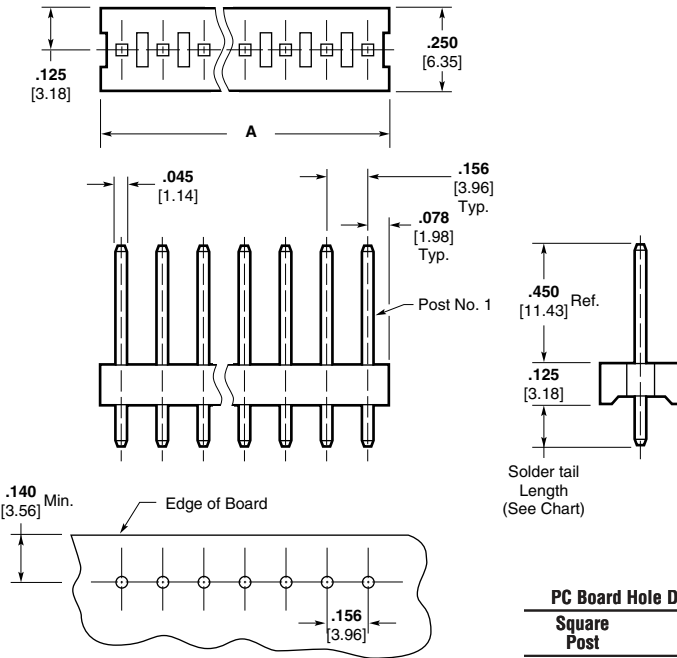 .125
[3.18]
.250
[6.35]
A
.045
[1.14]
.156
[3.96]
Typ.
.078
[1.98]
Typ.
Post No. 1
.450
[11.43] Ref.
.125
[3.18]
Solder tail
Length
(See Chart)
.140
[3.56] Min.
Edge of Board
.156
[3.96]
PC Board Hole D
Square
Post